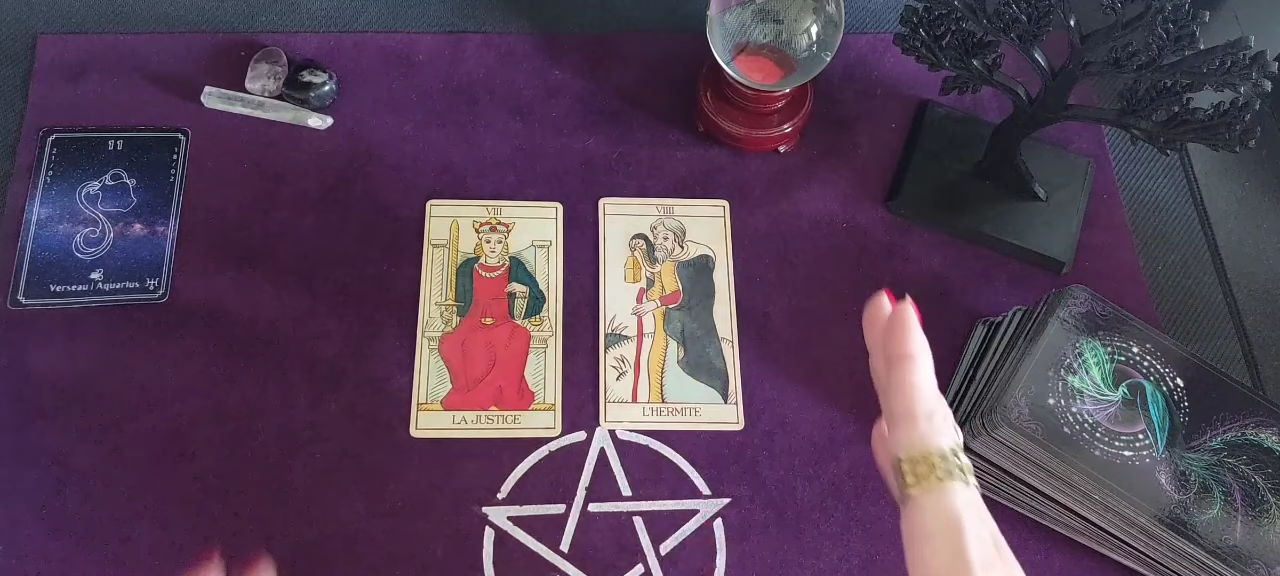 11
Verseau | Aquarius
VIII
LA JUSTICE
VIIII
L'HERMITE